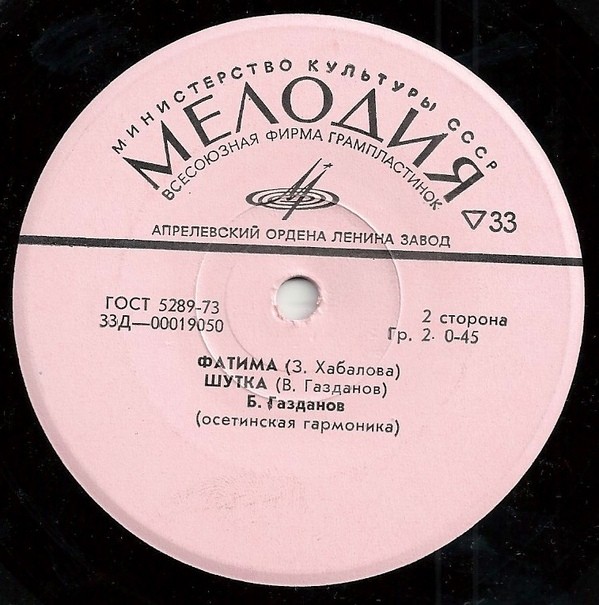 МИНИСТЕРСТВО КУЛЬТУРЫ СССР
МЕЛОДИЯ
ВСЕСОЮЗНАЯ ФИРМА ГРАМПЛАСТИНОК
33
АПРЕЛЕВСКИЙ ОРДЕНА ЛЕНИНА ЗАВОД
ГОСТ 5289-73
33Д—00019050
2 сторона
Гр. 2. 0-45
ФАТИМА (З. Хабалова)
ШУТКА (В. Газданов)
Б. Газданов
(осетинская гармоника)